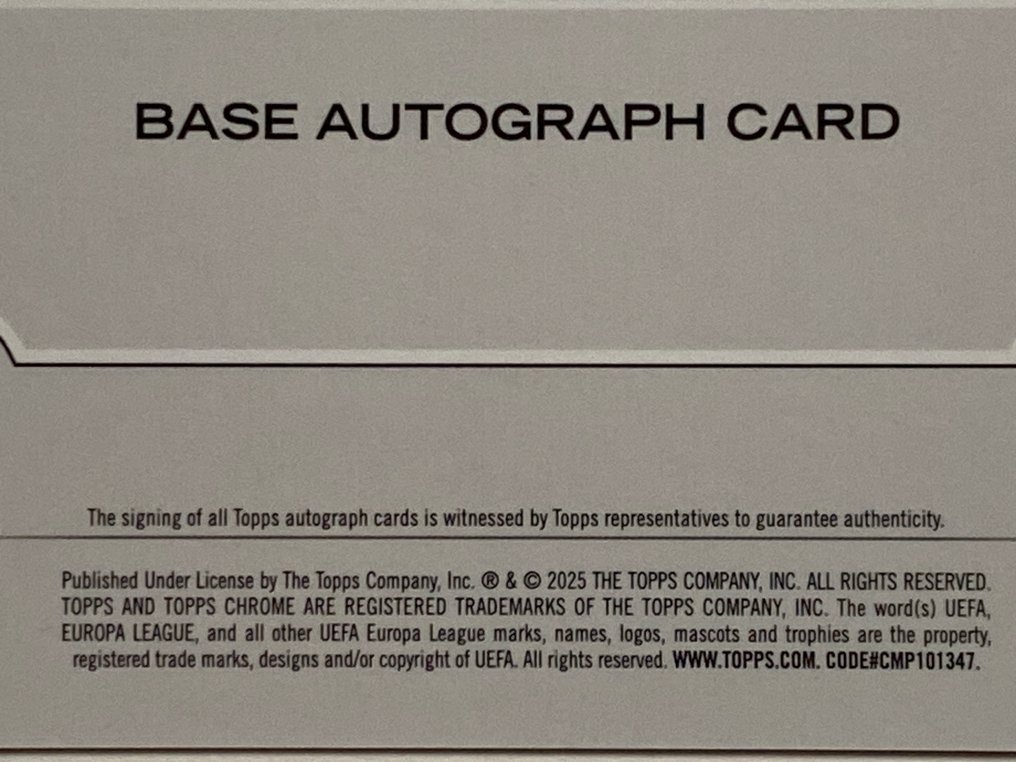 BASE AUTOGRAPH CARD
The signing of all Topps autograph cards is witnessed by Topps representatives to guarantee authenticity.
Published Under License by The Topps Company, Inc. ® & © 2025 THE TOPPS COMPANY, INC. ALL RIGHTS RESERVED.
TOPPS AND TOPPS CHROME ARE REGISTERED TRADEMARKS OF THE TOPPS COMPANY, INC. The word(s) UEFA,
EUROPA LEAGUE, and all other UEFA Europa League marks, names, logos, mascots and trophies are the property,
registered trade marks, designs and/or copyright of UEFA. All rights reserved. WWW.TOPPS.COM. CODE#CMP101347.